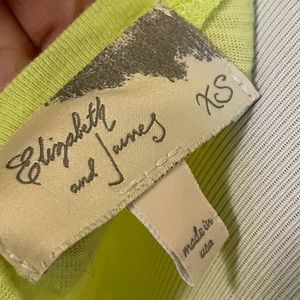 Elizabeth
and James
XS
made in
usa